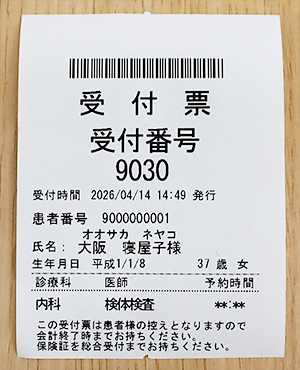 受付票
受付番号
9030
受付時間 2026/04/14 14:49 発行
患者番号 9000000001
オオサカ ネヤコ
氏名: 大阪 寝屋子様
生年月日 平成1/1/8 37歳 女
診療科 医師 予約時間
内科 検体検査 **:**
この受付票は患者様の控えとなりますので
会計終了時までお持ちください。
保険証を総合受付までお持ちください。